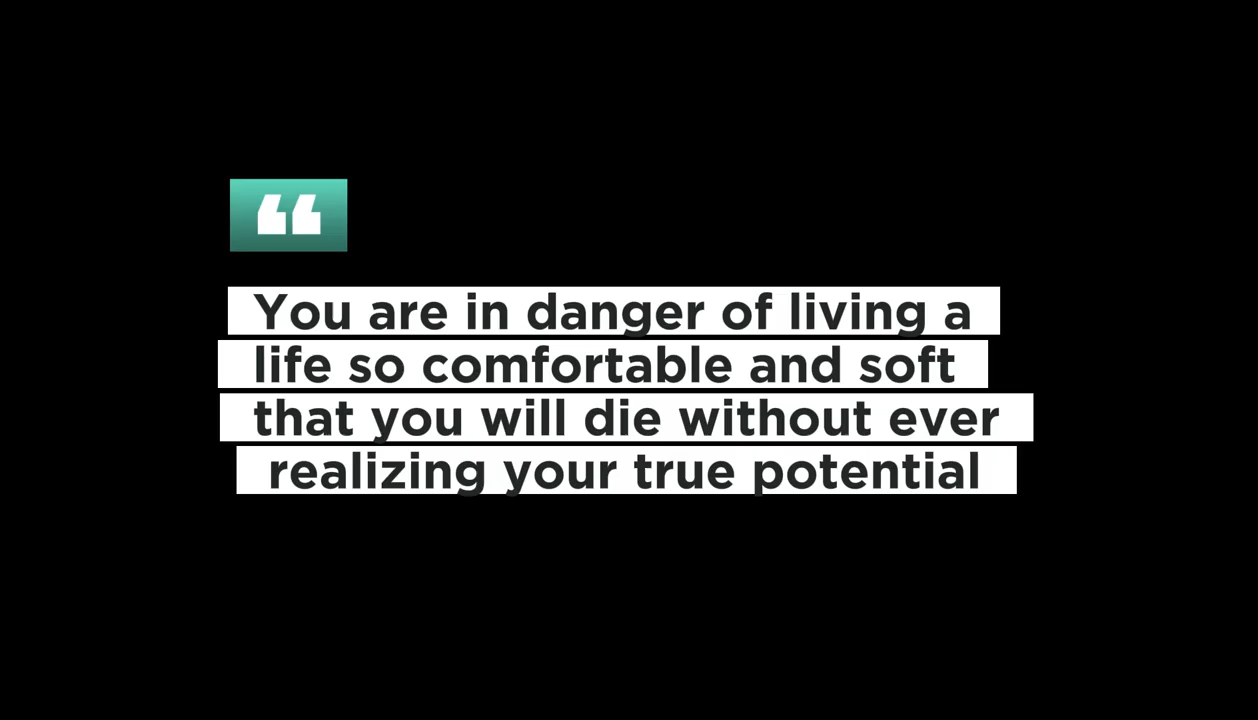 “
You are in danger of living a
life so comfortable and soft
that you will die without ever
realizing your true potential